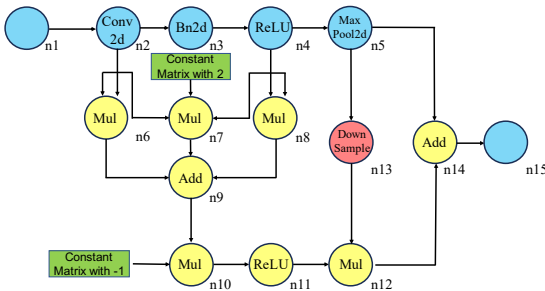 Conv
2d
Bn2d
ReLU
Max
Pool2d
n1
n2
n3
n4
n5
Constant
Matrix with 2
Mul
Mul
Mul
n6
n7
n8
Down
Sample
Add
n13
n14
n15
Add
n9
Constant
Matrix with -1
Mul
ReLU
Mul
n10
n11
n12